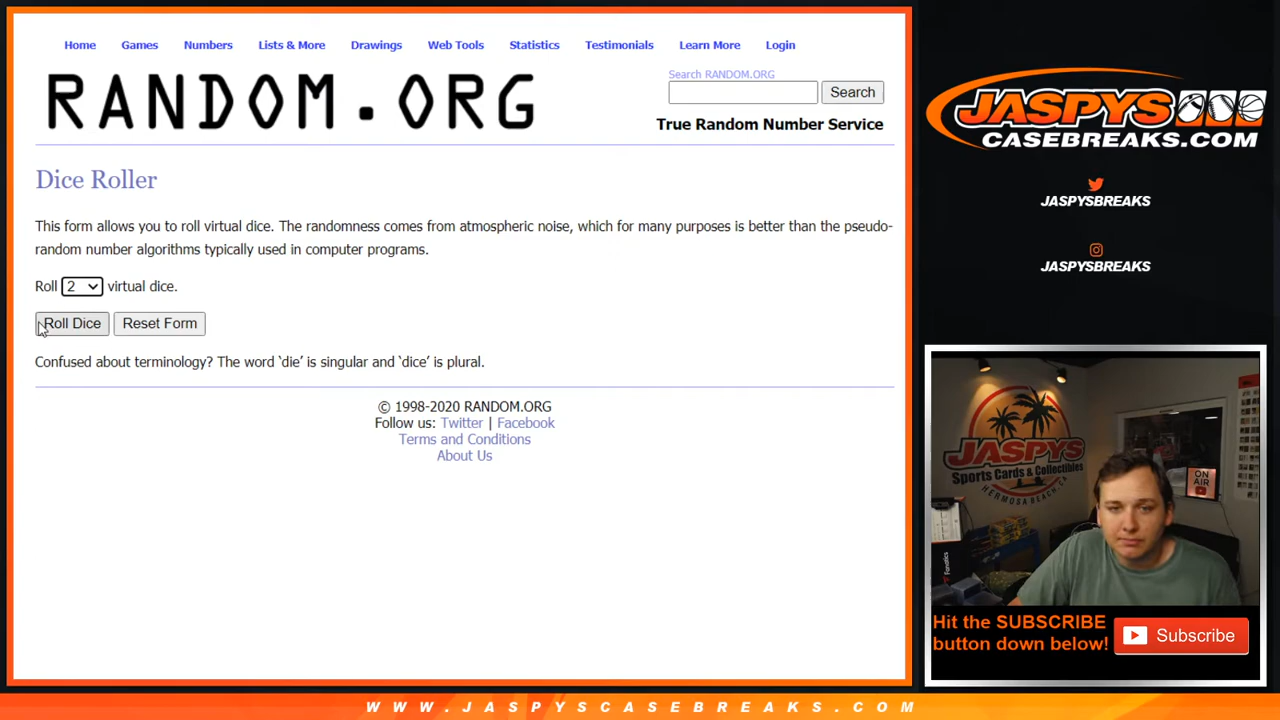 Home Games Numbers Lists & More Drawings Web Tools Statistics Testimonials Learn More Login
RANDOM.ORG
Search RANDOM.ORG
Search
True Random Number Service
Dice Roller
This form allows you to roll virtual dice. The randomness comes from atmospheric noise, which for many purposes is better than the pseudo-
random number algorithms typically used in computer programs.
Roll 2 virtual dice.
Roll Dice Reset Form
Confused about terminology? The word ‘die’ is singular and ‘dice’ is plural.
© 1998-2020 RANDOM.ORG
Follow us: Twitter | Facebook
Terms and Conditions
About Us
JASPYS
CASEBREAKS.COM
JASPYSBREAKS
JASPYSBREAKS
JASPYS
Sports Cards & Collectibles
HERMOSA BEACH, CA
ON
AIR
Fanatics
Hit the SUBSCRIBE
button down below!
Subscribe
WWW.JASPYSCASEBREAKS.COM